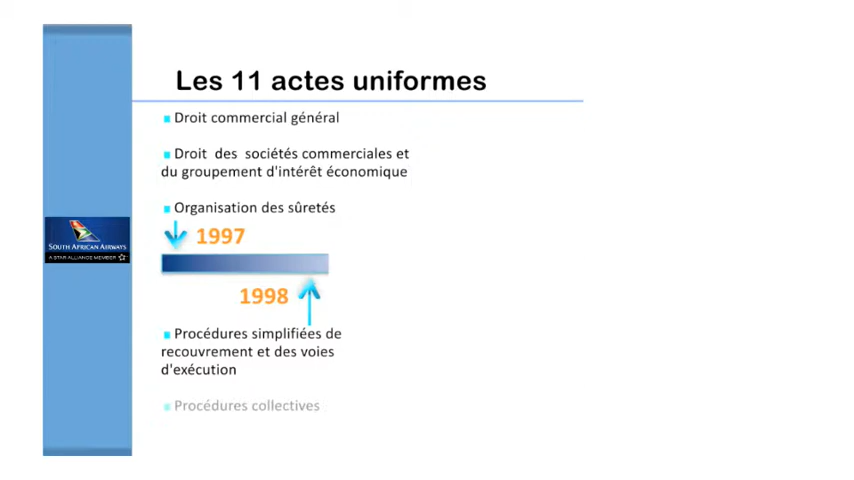 Les 11 actes uniformes
Droit commercial général
Droit des sociétés commerciales et
du groupement d'intérêt économique
Organisation des sûretés
SOUTH AFRICAN AIRWAYS
A STAR ALLIANCE MEMBER
1997
1998
Procédures simplifiées de
recouvrement et des voies
d'exécution
Procédures collectives